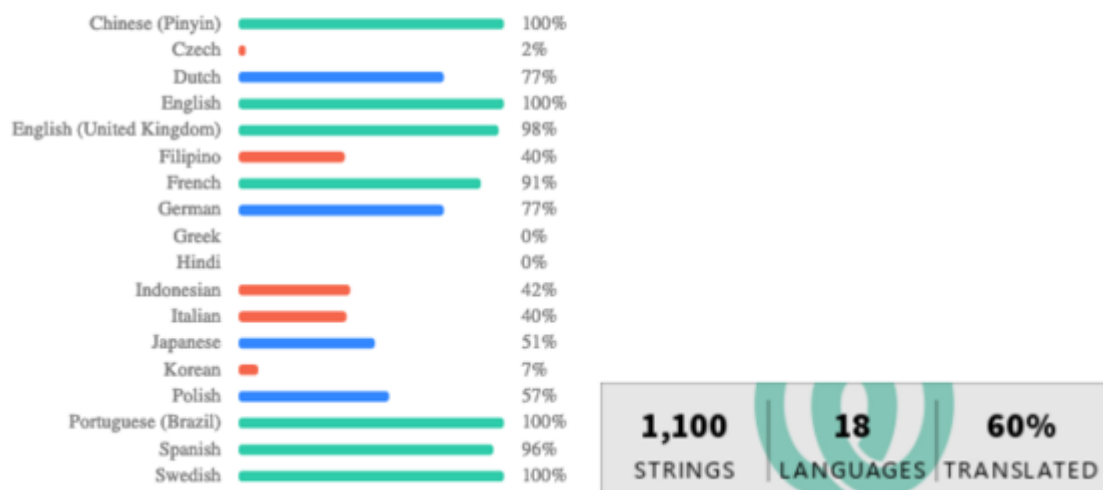 Chinese (Pinyin) 100%
Czech 2%
Dutch 77%
English 100%
English (United Kingdom) 98%
Filipino 40%
French 91%
German 77%
Greek 0%
Hindi 0%
Indonesian 42%
Italian 40%
Japanese 51%
Korean 7%
Polish 57%
Portuguese (Brazil) 100%
Spanish 96%
Swedish 100%
1,100 18 60%
STRINGS LANGUAGES TRANSLATED